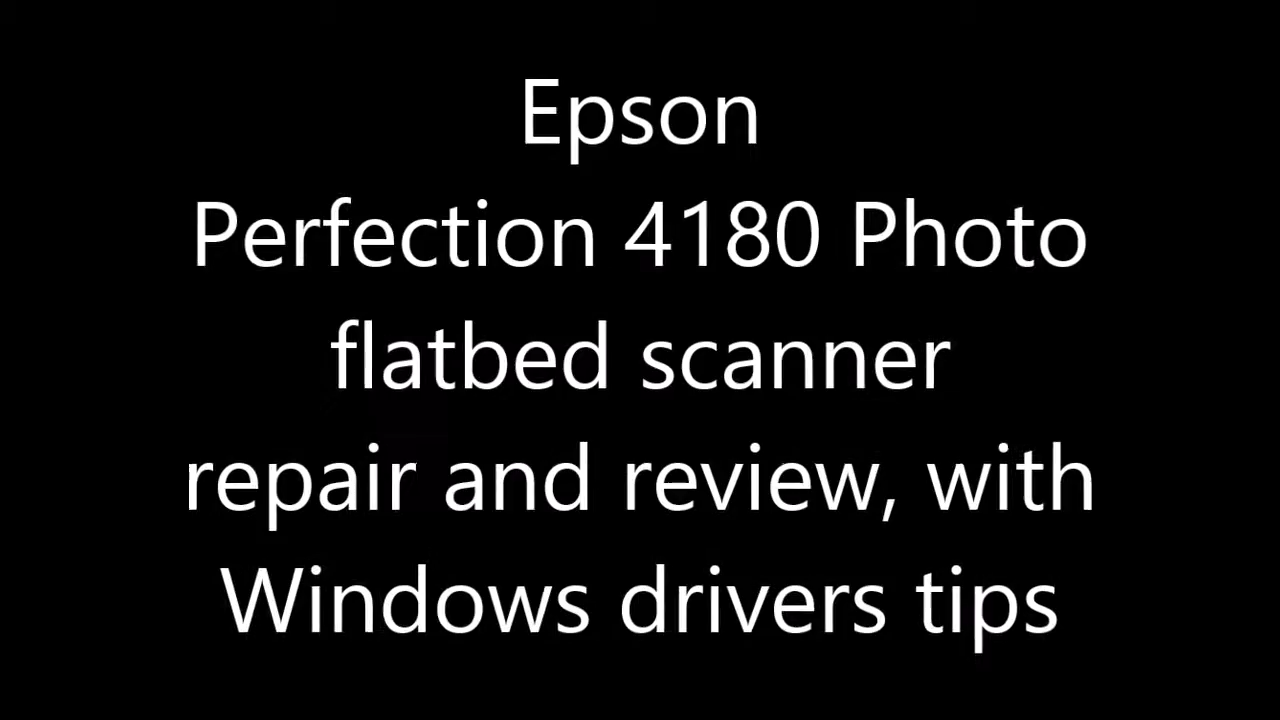 Epson
Perfection 4180 Photo
flatbed scanner
repair and review, with
Windows drivers tips